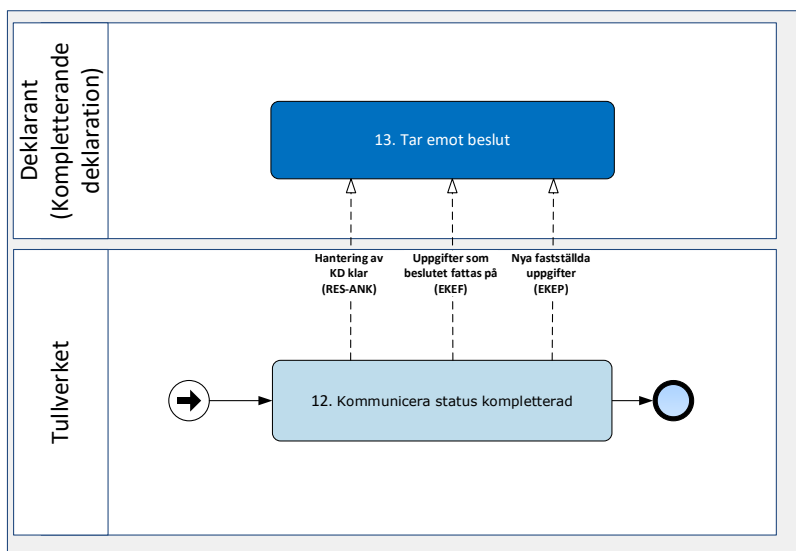 Deklarant
(Kompletterande
deklaration)
13. Tar emot beslut
Hantering av
KD klar
(RES-ANK)
Uppgifter som
beslutet fattas på
(EKEF)
Nya fastställda
uppgifter
(EKEP)
Tullverket
12. Kommunicera status kompletterad